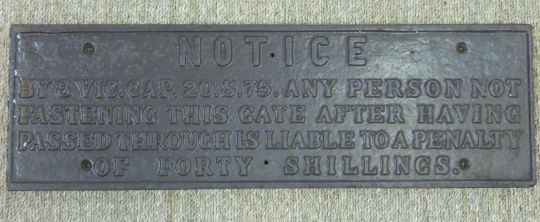 NOTICE
BY 8 VIC. CAP. 20. S. 75. ANY PERSON NOT
FASTENING THIS GATE AFTER HAVING
PASSED THROUGH IS LIABLE TO A PENALTY
OF FORTY SHILLINGS.